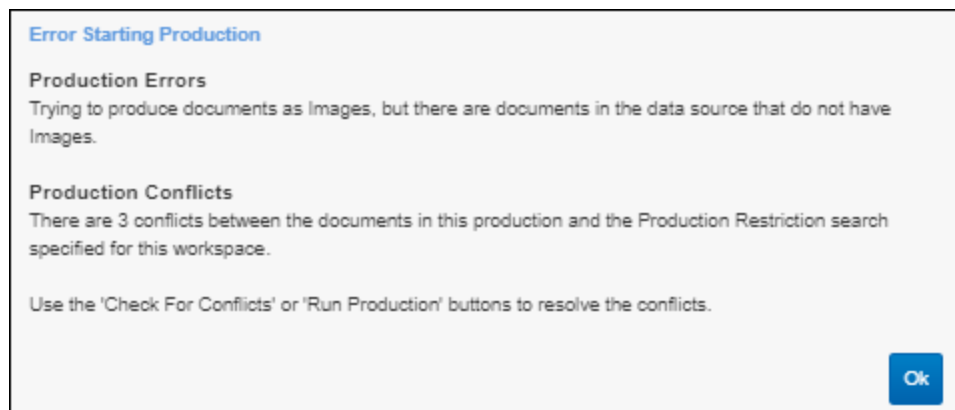 Error Starting Production
Production Errors
Trying to produce documents as Images, but there are documents in the data source that do not have
Images.
Production Conflicts
There are 3 conflicts between the documents in this production and the Production Restriction search
specified for this workspace.
Use the 'Check For Conflicts' or 'Run Production' buttons to resolve the conflicts.
Ok